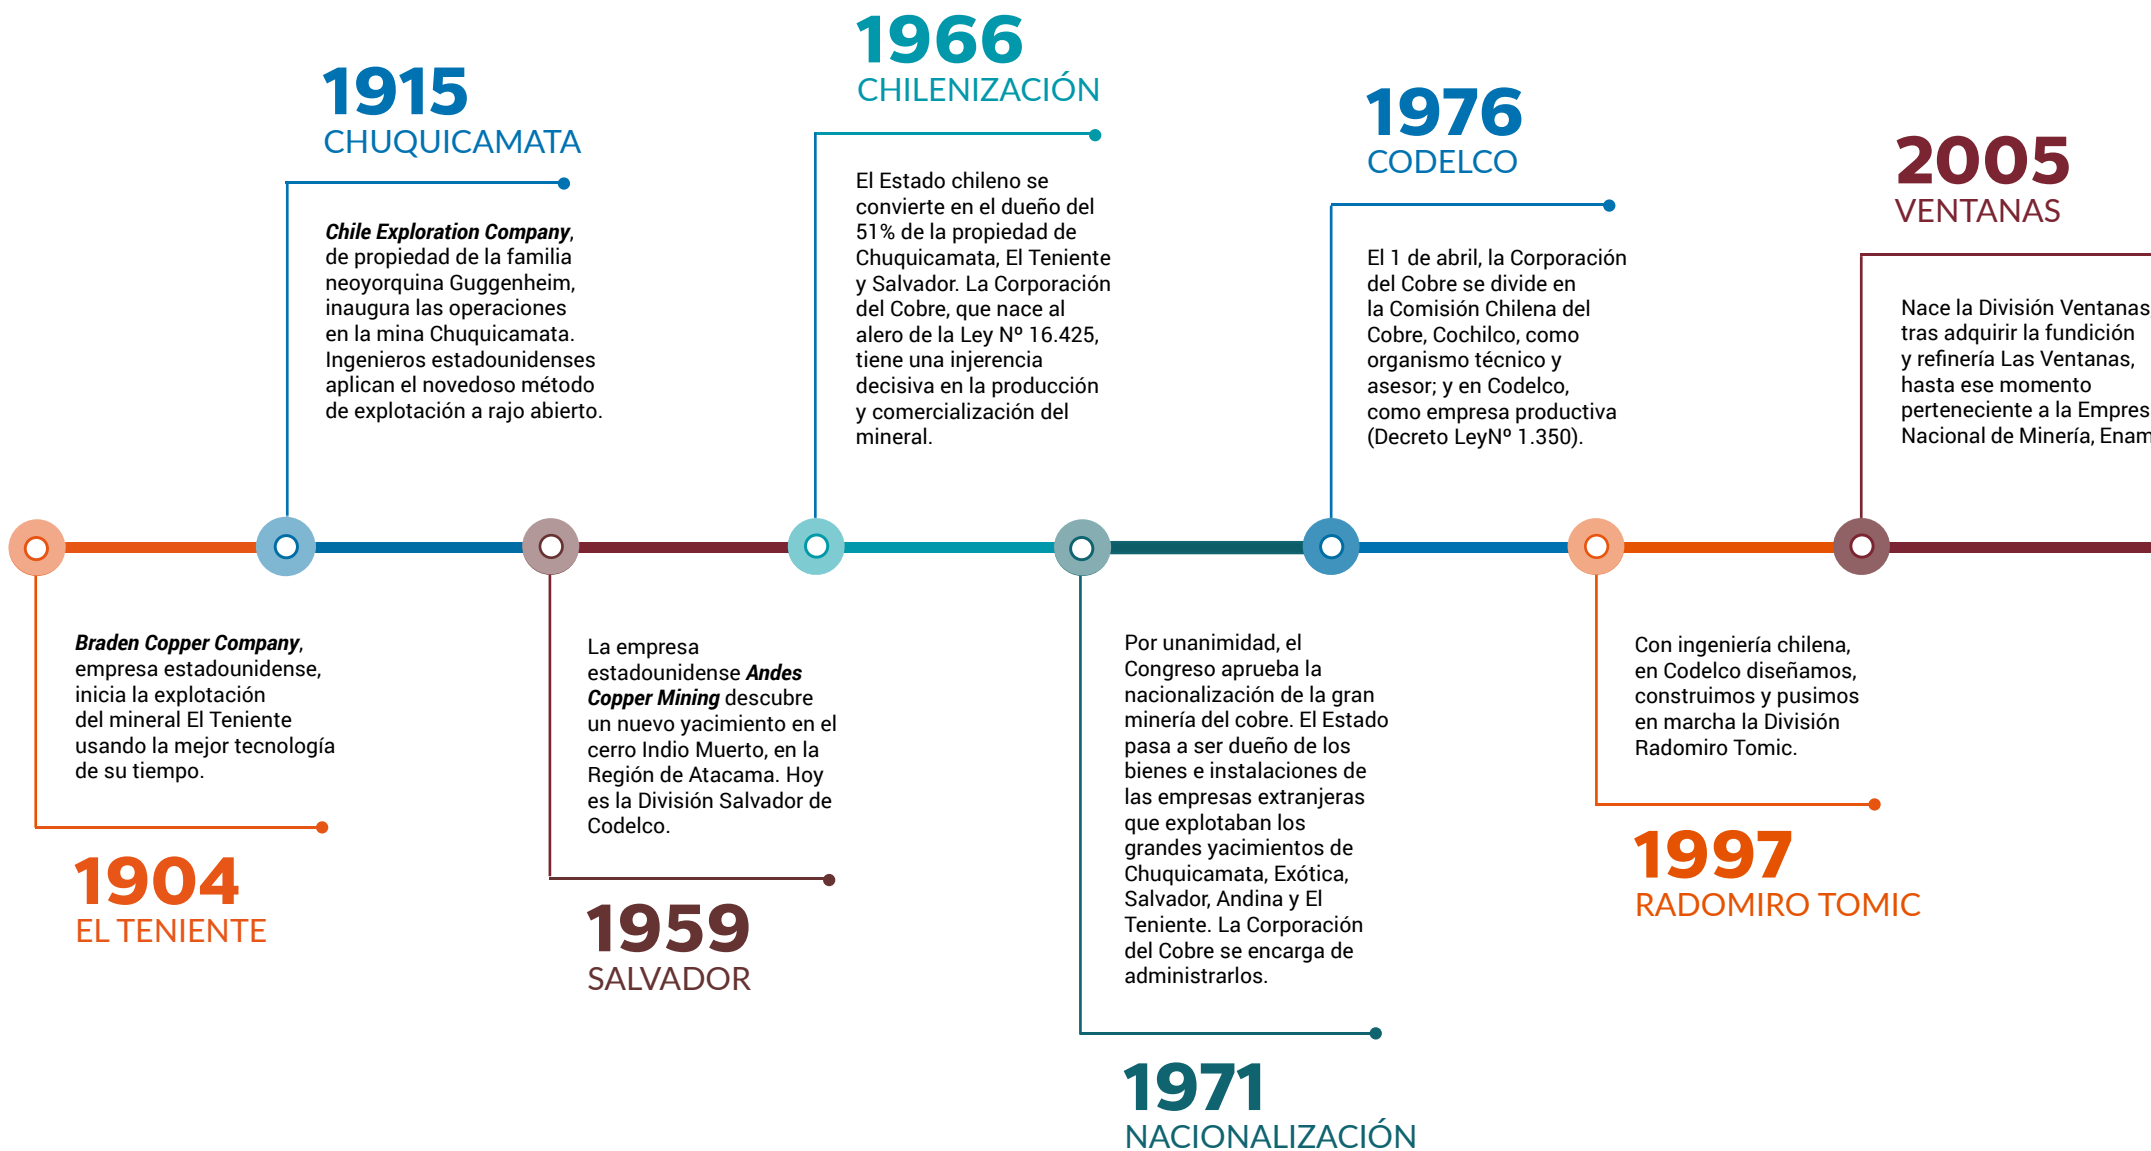 1904
EL TENIENTE
Braden Copper Company,
empresa estadounidense,
inicia la explotación
del mineral El Teniente
usando la mejor tecnología
de su tiempo.
1915
CHUQUICAMATA
Chile Exploration Company,
de propiedad de la familia
neoyorquina Guggenheim,
inaugura las operaciones
en la mina Chuquicamata.
Ingenieros estadounidenses
aplican el novedoso método
de explotación a rajo abierto.
1959
SALVADOR
La empresa
estadounidense Andes
Copper Mining descubre
un nuevo yacimiento en el
cerro Indio Muerto, en la
Región de Atacama. Hoy
es la División Salvador de
Codelco.
1966
CHILENIZACIÓN
El Estado chileno se
convierte en el dueño del
51% de la propiedad de
Chuquicamata, El Teniente
y Salvador. La Corporación
del Cobre, que nace al
alero de la Ley Nº 16.425,
tiene una injerencia
decisiva en la producción
y comercialización del
mineral.
1971
NACIONALIZACIÓN
Por unanimidad, el
Congreso aprueba la
nacionalización de la gran
minería del cobre. El Estado
pasa a ser dueño de los
bienes e instalaciones de
las empresas extranjeras
que explotaban los
grandes yacimientos de
Chuquicamata, Exótica,
Salvador, Andina y El
Teniente. La Corporación
del Cobre se encarga de
administrarlos.
1976
CODELCO
El 1 de abril, la Corporación
del Cobre se divide en
la Comisión Chilena del
Cobre, Cochilco, como
organismo técnico y
asesor; y en Codelco,
como empresa productiva
(Decreto LeyNº 1.350).
1997
RADOMIRO TOMIC
Con ingeniería chilena,
en Codelco diseñamos,
construimos y pusimos
en marcha la División
Radomiro Tomic.
2005
VENTANAS
Nace la División Ventanas
tras adquirir la fundición
y refinería Las Ventanas,
hasta ese momento
perteneciente a la Empres
Nacional de Minería, Enam